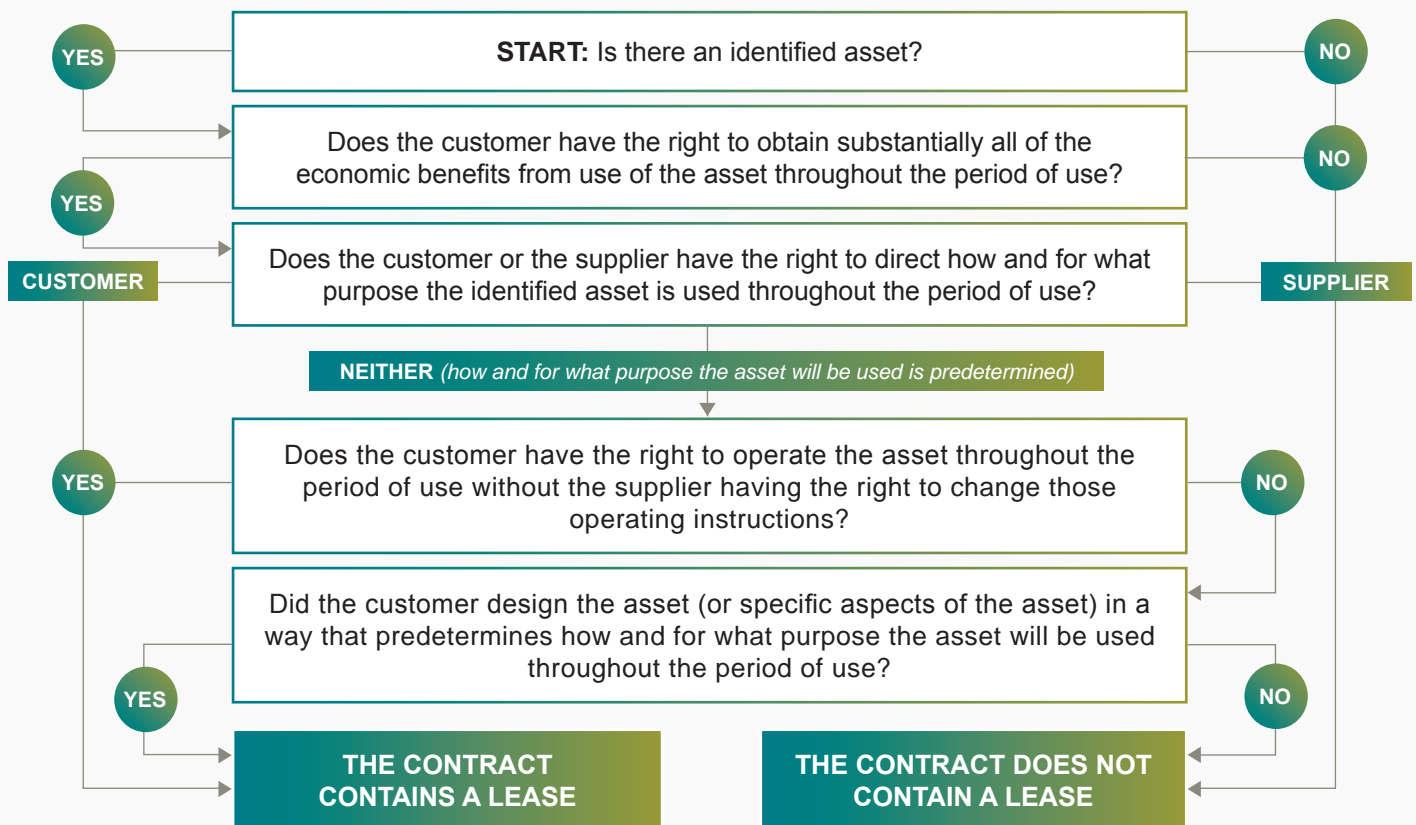 YES
START: Is there an identified asset?
NO
Does the customer have the right to obtain substantially all of the
economic benefits from use of the asset throughout the period of use?
NO
YES
Does the customer or the supplier have the right to direct how and for what
purpose the identified asset is used throughout the period of use?
CUSTOMER
SUPPLIER
NEITHER (how and for what purpose the asset will be used is predetermined)
Does the customer have the right to operate the asset throughout the
period of use without the supplier having the right to change those
operating instructions?
YES
NO
Did the customer design the asset (or specific aspects of the asset) in a
way that predetermines how and for what purpose the asset will be used
throughout the period of use?
YES
NO
THE CONTRACT
CONTAINS A LEASE
THE CONTRACT DOES NOT
CONTAIN A LEASE